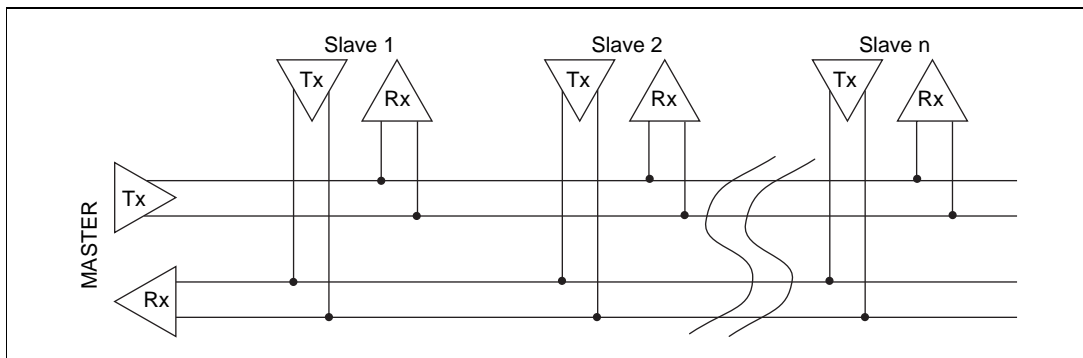 Slave 1
Slave 2
Slave n
Tx
Rx
Tx
Rx
Tx
Rx
MASTER
Tx
Rx